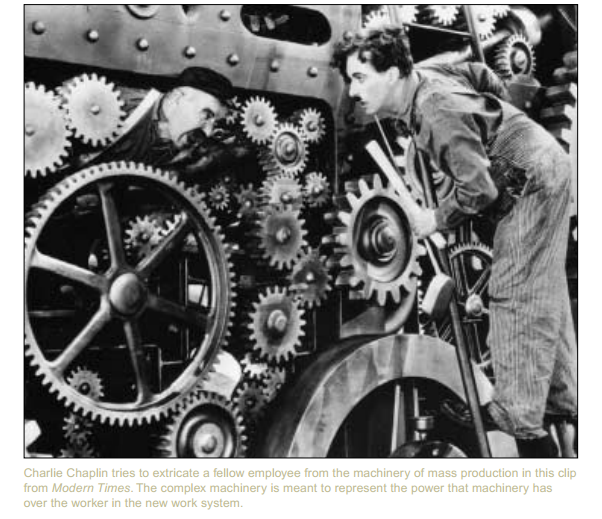 Charlie Chaplin tries to extricate a fellow employee from the machinery of mass production in this clip
from Modern Times. The complex machinery is meant to represent the power that machinery has
over the worker in the new work system.